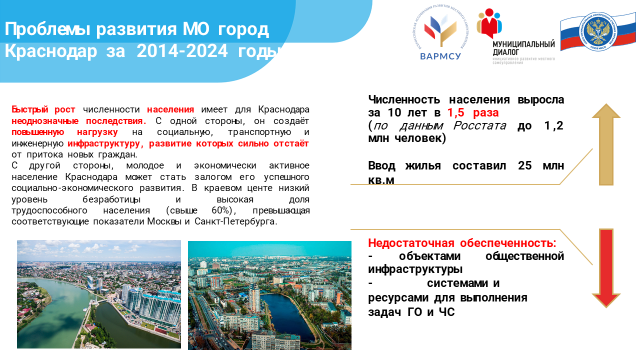 Проблемы развития МО город
Краснодар за 2014-2024 годы
ВАРМСУ
МУНИЦИПАЛЬНЫЙ
ДИАЛОГ
Быстрый рост численности населения имеет для Краснодара
неоднозначные последствия. С одной стороны, он создаёт
повышенную нагрузку на социальную, транспортную и
инженерную инфраструктуру, развитие которых сильно отстаёт
от притока новых граждан.
С другой стороны, молодое и экономически активное
население Краснодара может стать залогом его успешного
социально-экономического развития. В краевом центе низкий
уровень безработицы и высокая доля
трудоспособного населения (свыше 60%), превышающая
соответствующие показатели Москвы и Санкт-Петербурга.
Численность населения выросла
за 10 лет в 1,5 раза
(по данным Росстата до 1,2
млн человек)
Ввод жилья составил 25 млн
кв.м
Недостаточная обеспеченность:
- объектами общественной
инфраструктуры
- системами и
ресурсами для выполнения
задач ГО и ЧС